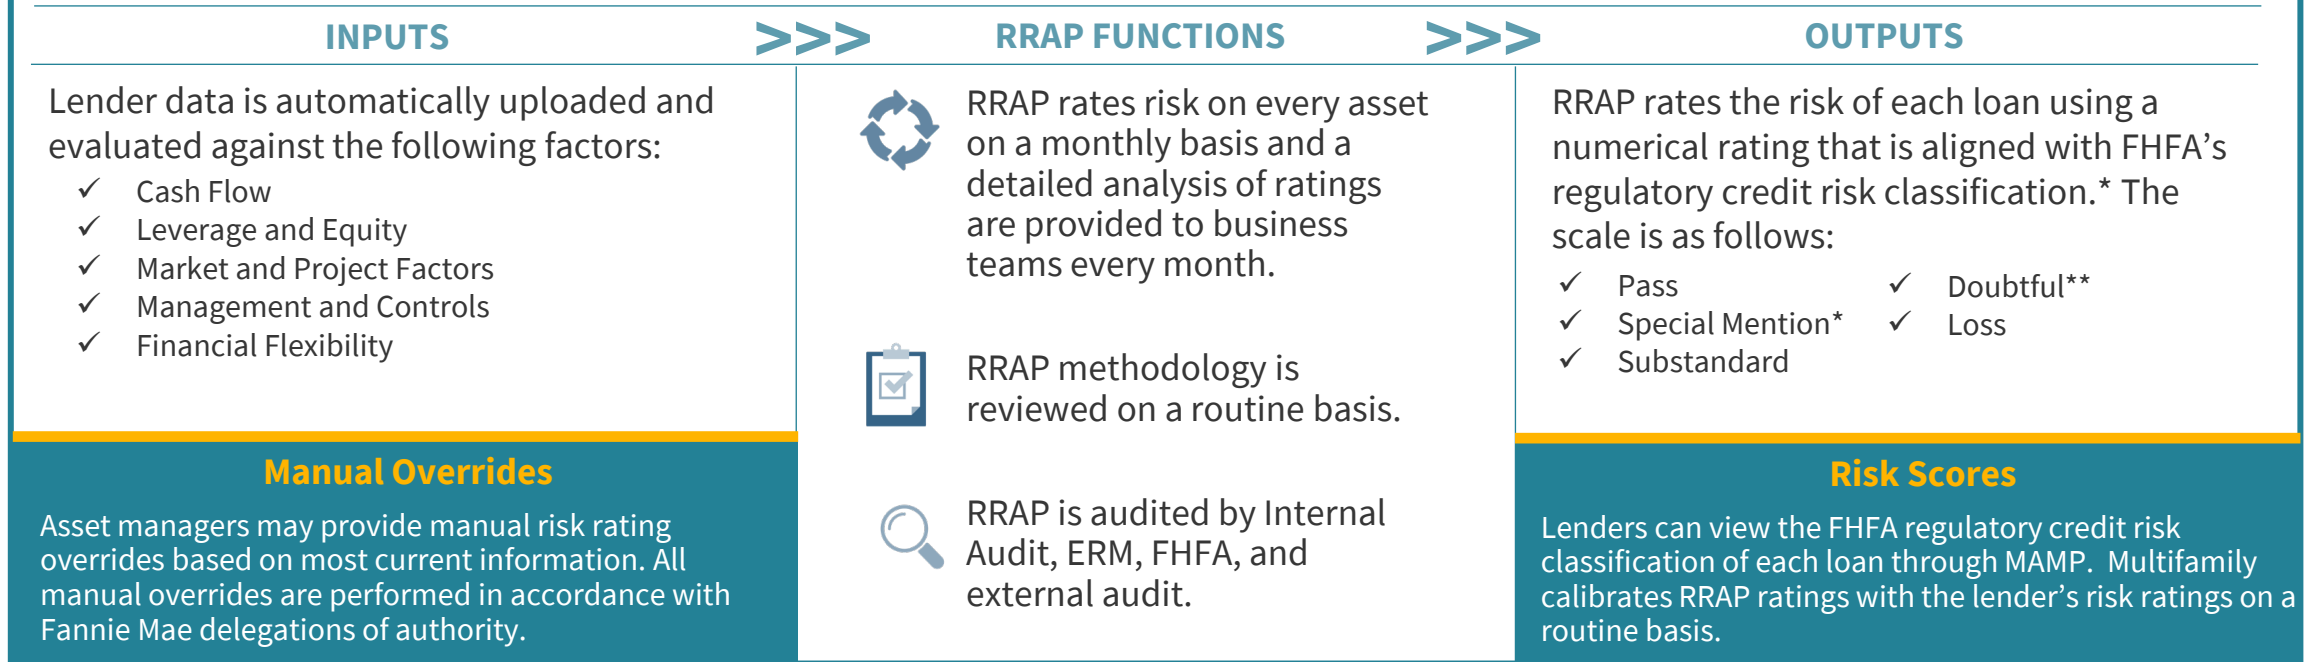 INPUTS >>> RRAP FUNCTIONS >>> OUTPUTS
Lender data is automatically uploaded and
evaluated against the following factors:
✓ Cash Flow
✓ Leverage and Equity
✓ Market and Project Factors
✓ Management and Controls
✓ Financial Flexibility
Manual Overrides
Asset managers may provide manual risk rating
overrides based on most current information. All
manual overrides are performed in accordance with
Fannie Mae delegations of authority.
RRAP rates risk on every asset
on a monthly basis and a
detailed analysis of ratings
are provided to business
teams every month.
RRAP methodology is
reviewed on a routine basis.
RRAP is audited by Internal
Audit, ERM, FHFA, and
external audit.
RRAP rates the risk of each loan using a
numerical rating that is aligned with FHFA’s
regulatory credit risk classification.* The
scale is as follows:
✓ Pass
✓ Special Mention*
✓ Substandard
✓ Doubtful**
✓ Loss
Risk Scores
Lenders can view the FHFA regulatory credit risk
classification of each loan through MAMP. Multifamily
calibrates RRAP ratings with the lender’s risk ratings on a
routine basis.